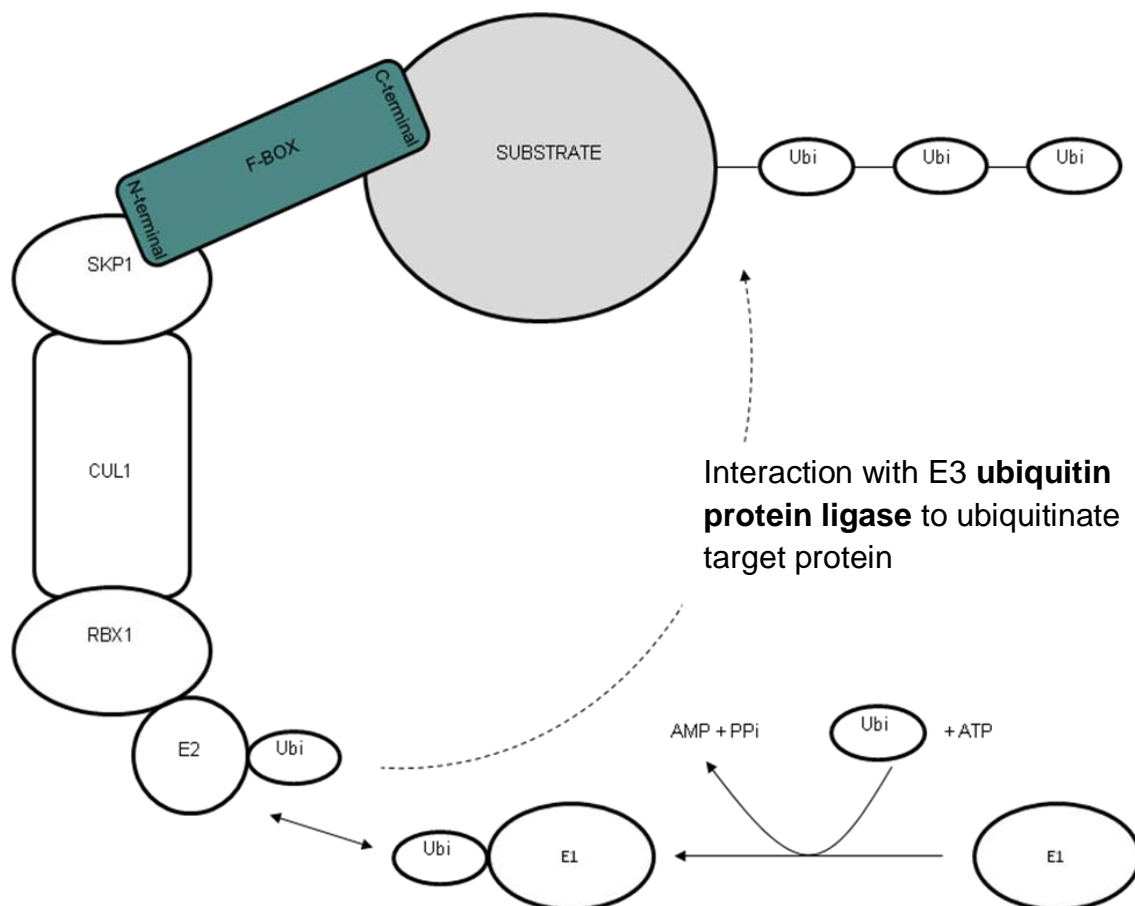 C-terminal
F-BOX
N-terminal
SUBSTRATE
Ubi
Ubi
Ubi
SKP1
CUL1
Interaction with E3 ubiquitin
protein ligase to ubiquitinate
target protein
RBX1
E2
Ubi
AMP + PPi
Ubi
+ ATP
Ubi
E1
E1